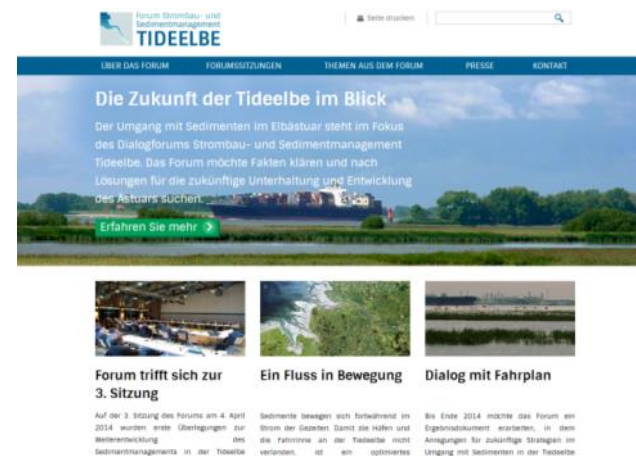 Forum Strombau- und
Sedimentmanagement
TIDEELBE
Seite drucken
ÜBER DAS FORUM FORUMSSITZUNGEN THEMEN AUS DEM FORUM PRESSE KONTAKT
Die Zukunft der Tideelbe im Blick
Der Umgang mit Sedimenten im Elbästuar steht im Fokus
des Dialogforums Strombau- und Sedimentmanagement
Tideelbe. Das Forum möchte Fakten klären und nach
Lösungen für die zukünftige Unterhaltung und Entwicklung
des Ästuars suchen.
Erfahren Sie mehr
Forum trifft sich zur
3. Sitzung
Auf der 3. Sitzung des Forums am 4. April
2014 wurden erste Überlegungen zur
Weiterentwicklung des
Sedimentmanagements in der Tideelbe
Ein Fluss in Bewegung
Sedimente bewegen sich fortwährend im
Strom der Gezeiten. Damit die Häfen und
die Fahrrinne an der Tideelbe nicht
verlanden, ist ein optimiertes
Dialog mit Fahrplan
Bis Ende 2014 möchte das Forum ein
Ergebnisdokument erarbeiten, in dem
Anregungen für zukünftige Strategien im
Umgang mit Sedimenten in der Tideelbe